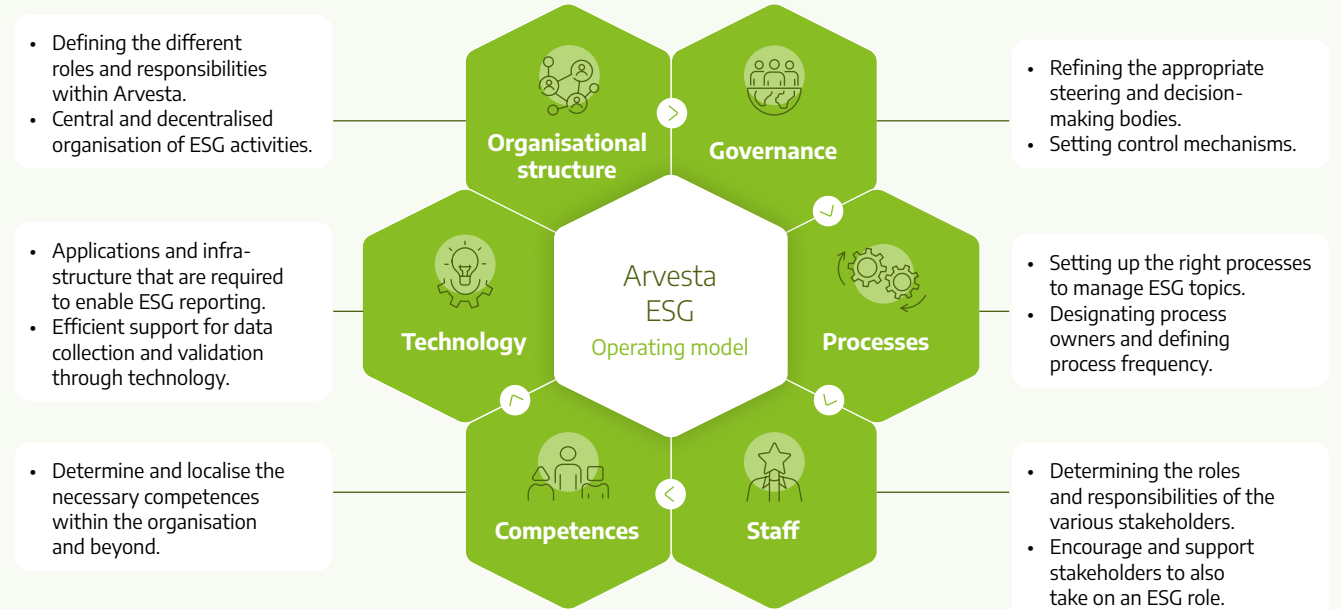 • Defining the different
roles and responsibilities
within Arvesta.
• Central and decentralised
organisation of ESG activities.
Organisational
structure
Governance
• Refining the appropriate
steering and decision-
making bodies.
• Setting control mechanisms.
• Applications and infra-
structure that are required
to enable ESG reporting.
• Efficient support for data
collection and validation
through technology.
Technology
Arvesta
ESG
Operating model
Processes
• Setting up the right processes
to manage ESG topics.
• Designating process
owners and defining
process frequency.
• Determine and localise the
necessary competences
within the organisation
and beyond.
Competences
Staff
• Determining the roles
and responsibilities of the
various stakeholders.
• Encourage and support
stakeholders to also
take on an ESG role.